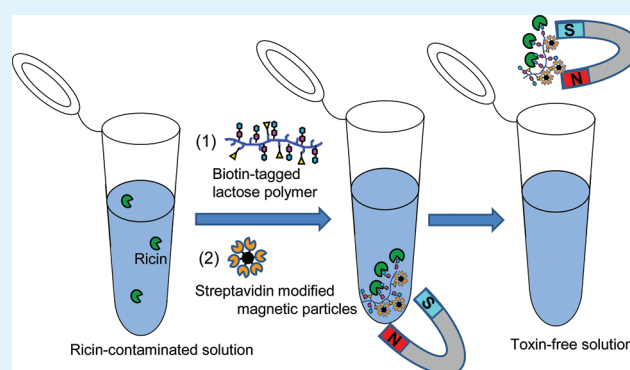 S
N
(1)
Biotin-tagged
lactose polymer
Ricin
(2)
Streptavidin modified
magnetic particles
S
N
Ricin-contaminated solution
Toxin-free solution